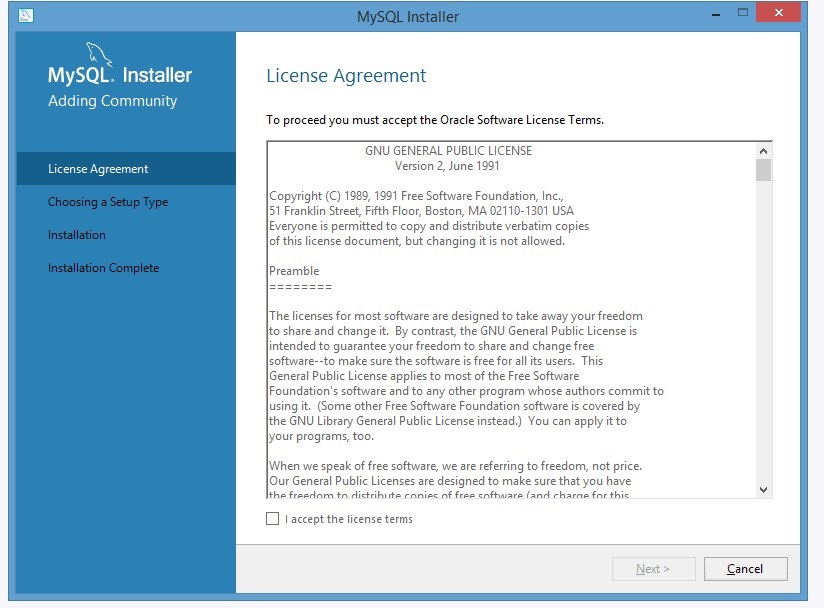 MySQL Installer
MySQL. Installer
Adding Community
License Agreement
Choosing a Setup Type
Installation
Installation Complete
License Agreement
To proceed you must accept the Oracle Software License Terms.
GNU GENERAL PUBLIC LICENSE
Version 2, June 1991
Copyright (C) 1989, 1991 Free Software Foundation, Inc.,
51 Franklin Street, Fifth Floor, Boston, MA 02110-1301 USA
Everyone is permitted to copy and distribute verbatim copies
of this license document, but changing it is not allowed.
Preamble
========
The licenses for most software are designed to take away your freedom
to share and change it.  By contrast, the GNU General Public License is
intended to guarantee your freedom to share and change free
software--to make sure the software is free for all its users.  This
General Public License applies to most of the Free Software
Foundation's software and to any other program whose authors commit to
using it.  (Some other Free Software Foundation software is covered by
the GNU Library General Public License instead.)  You can apply it to
your programs, too.
When we speak of free software, we are referring to freedom, not price.
Our General Public Licenses are designed to make sure that you have
the freedom to distribute copies of free software (and charge for this
I accept the license terms
Next >
Cancel